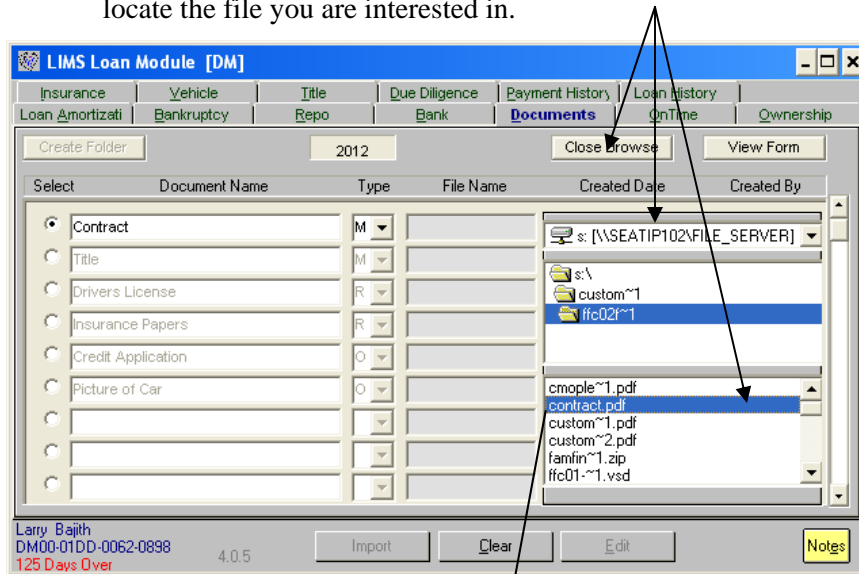 locate the file you are interested in.
LIMS Loan Module [DM]
Insurance Vehicle Title Due Diligence Payment History Loan History
Loan Amortizati Bankruptcy Repo Bank Documents OnTime Ownership
Create Folder 2012 Close Browse View Form
Select Document Name Type File Name Created Date Created By
Contract M s: [\\SEATIP102\FILE_SERVER]
Title M s:\
Drivers License R custom~1
Insurance Papers R ffc02f~1
Credit Application O
Picture of Car O cmople~1.pdf
contract.pdf
custom~1.pdf
custom~2.pdf
famfin~1.zip
ffc01-~1.vsd
Larry Bajith
DM00-01DD-0062-0898 4.0.5 Import Clear Edit Notes
125 Days Over